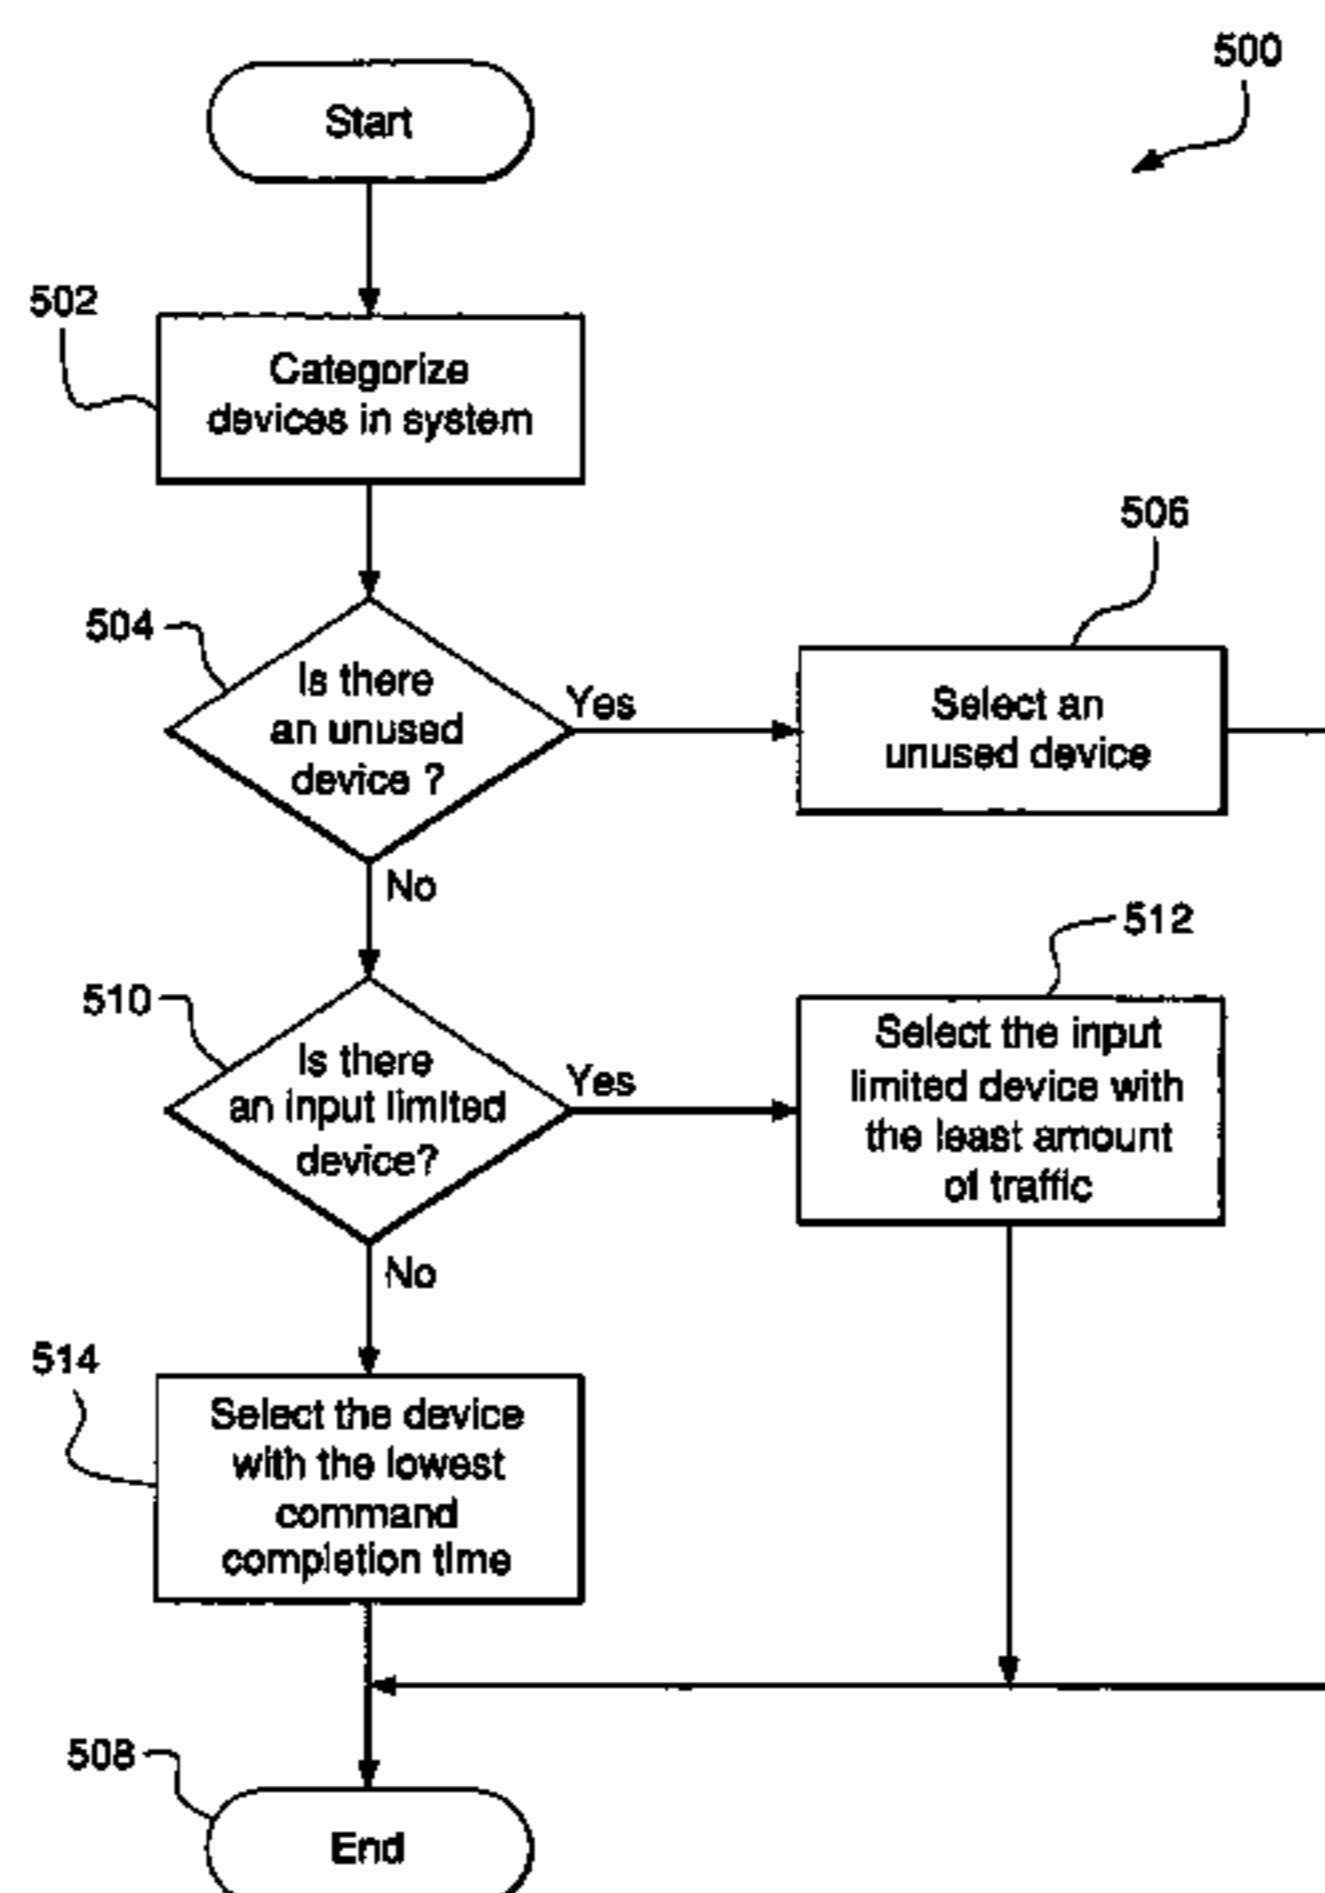 500
Start
502
Categorize
devices in system
506
504
Is there
an unused
device ?
Yes
Select an
unused device
No
512
510
Is there
an input limited
device?
Yes
Select the input
limited device with
the least amount
of traffic
No
514
Select the device
with the lowest
command
completion time
508
End